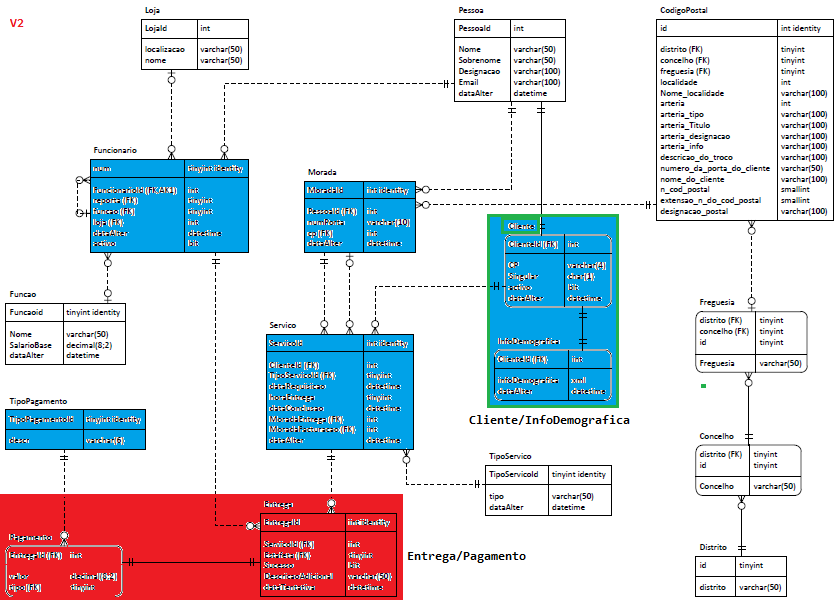 V2
Loja
LojaId int
localizacao varchar(50)
nome varchar(50)
Pessoa
PessoaId int
Nome varchar(50)
Sobrenome varchar(50)
Designacao varchar(100)
Email varchar(100)
dataAlter datetime
CodigoPostal
id int identity
distrito (FK) tinyint
concelho (FK) tinyint
freguesia (FK) tinyint
localidade int
Nome_localidade varchar(100)
arteria int
arteria_tipo varchar(100)
arteria_Titulo varchar(100)
arteria_designacao varchar(100)
arteria_info varchar(100)
descricao_do_troco varchar(100)
numero_da_porta_do_cliente varchar(50)
nome_do_cliente varchar(100)
n_cod_postal smallint
extensao_n_do_cod_postal smallint
designacao_postal varchar(100)
Funcionario
num tinyint identity
FuncionarioId (FK)(AK1) int
reporta (FK) tinyint
funcao (FK) tinyint
loja (FK) int
dataAlter datetime
activo bit
Morada
MoradaId int identity
PessoaId (FK) int
numPorta varchar(10)
cp (FK) int
dataAlter datetime
Cliente
ClienteId (FK) int
CP varchar(4)
Singular char(1)
activo bit
dataAlter datetime
InfoDemografica
ClienteId (FK) int
infoDemografica xml
dataAlter datetime
Cliente/InfoDemografica
Funcao
Funcaoid tinyint identity
Nome varchar(50)
SalarioBase decimal(8;2)
dataAlter datetime
Servico
ServicoId int identity
ClienteId (FK) int
TipoServicoId (FK) tinyint
dataRequisicao datetime
horaEntrega tinyint
dataConclusao datetime
MoradaEntrega (FK) int
MoradaFacturacao (FK) int
dataAlter datetime
Freguesia
distrito (FK) tinyint
concelho (FK) tinyint
id tinyint
Freguesia varchar(50)
TipoPagamento
TipoPagamentoId tinyint identity
descr varchar(6)
Concelho
distrito (FK) tinyint
id tinyint
Concelho varchar(50)
TipoServico
TipoServicoId tinyint identity
tipo varchar(50)
dataAlter datetime
Entrega
EntregaId int identity
ServicoId (FK) int
Estafeta (FK) tinyint
Sucesso bit
DescricaoAdicional varchar(50)
dataTentativa datetime
Pagamento
EntregaId (FK) int
valor
tipo (FK) tinyint
Entrega/Pagamento
Distrito
id tinyint
distrito varchar(50)